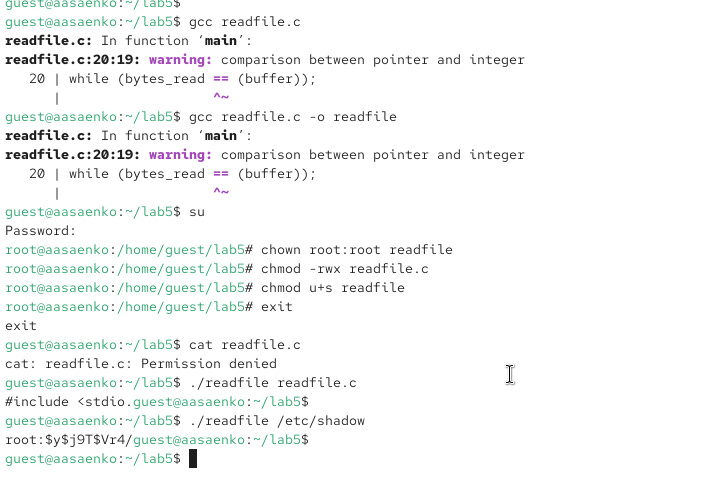 guest@aasaenko:~/lab5$
guest@aasaenko:~/lab5$ gcc readfile.c
readfile.c: In function ‘main’:
readfile.c:20:19: warning: comparison between pointer and integer
   20 | while (bytes_read == (buffer));
      |                   ^~
guest@aasaenko:~/lab5$ gcc readfile.c -o readfile
readfile.c: In function ‘main’:
readfile.c:20:19: warning: comparison between pointer and integer
   20 | while (bytes_read == (buffer));
      |                   ^~
guest@aasaenko:~/lab5$ su
Password:
root@aasaenko:/home/guest/lab5# chown root:root readfile
root@aasaenko:/home/guest/lab5# chmod -rwx readfile.c
root@aasaenko:/home/guest/lab5# chmod u+s readfile
root@aasaenko:/home/guest/lab5# exit
exit
guest@aasaenko:~/lab5$ cat readfile.c
cat: readfile.c: Permission denied
guest@aasaenko:~/lab5$ ./readfile readfile.c
#include <stdio.guest@aasaenko:~/lab5$
guest@aasaenko:~/lab5$ ./readfile /etc/shadow
root:$y$j9T$Vr4/guest@aasaenko:~/lab5$
guest@aasaenko:~/lab5$